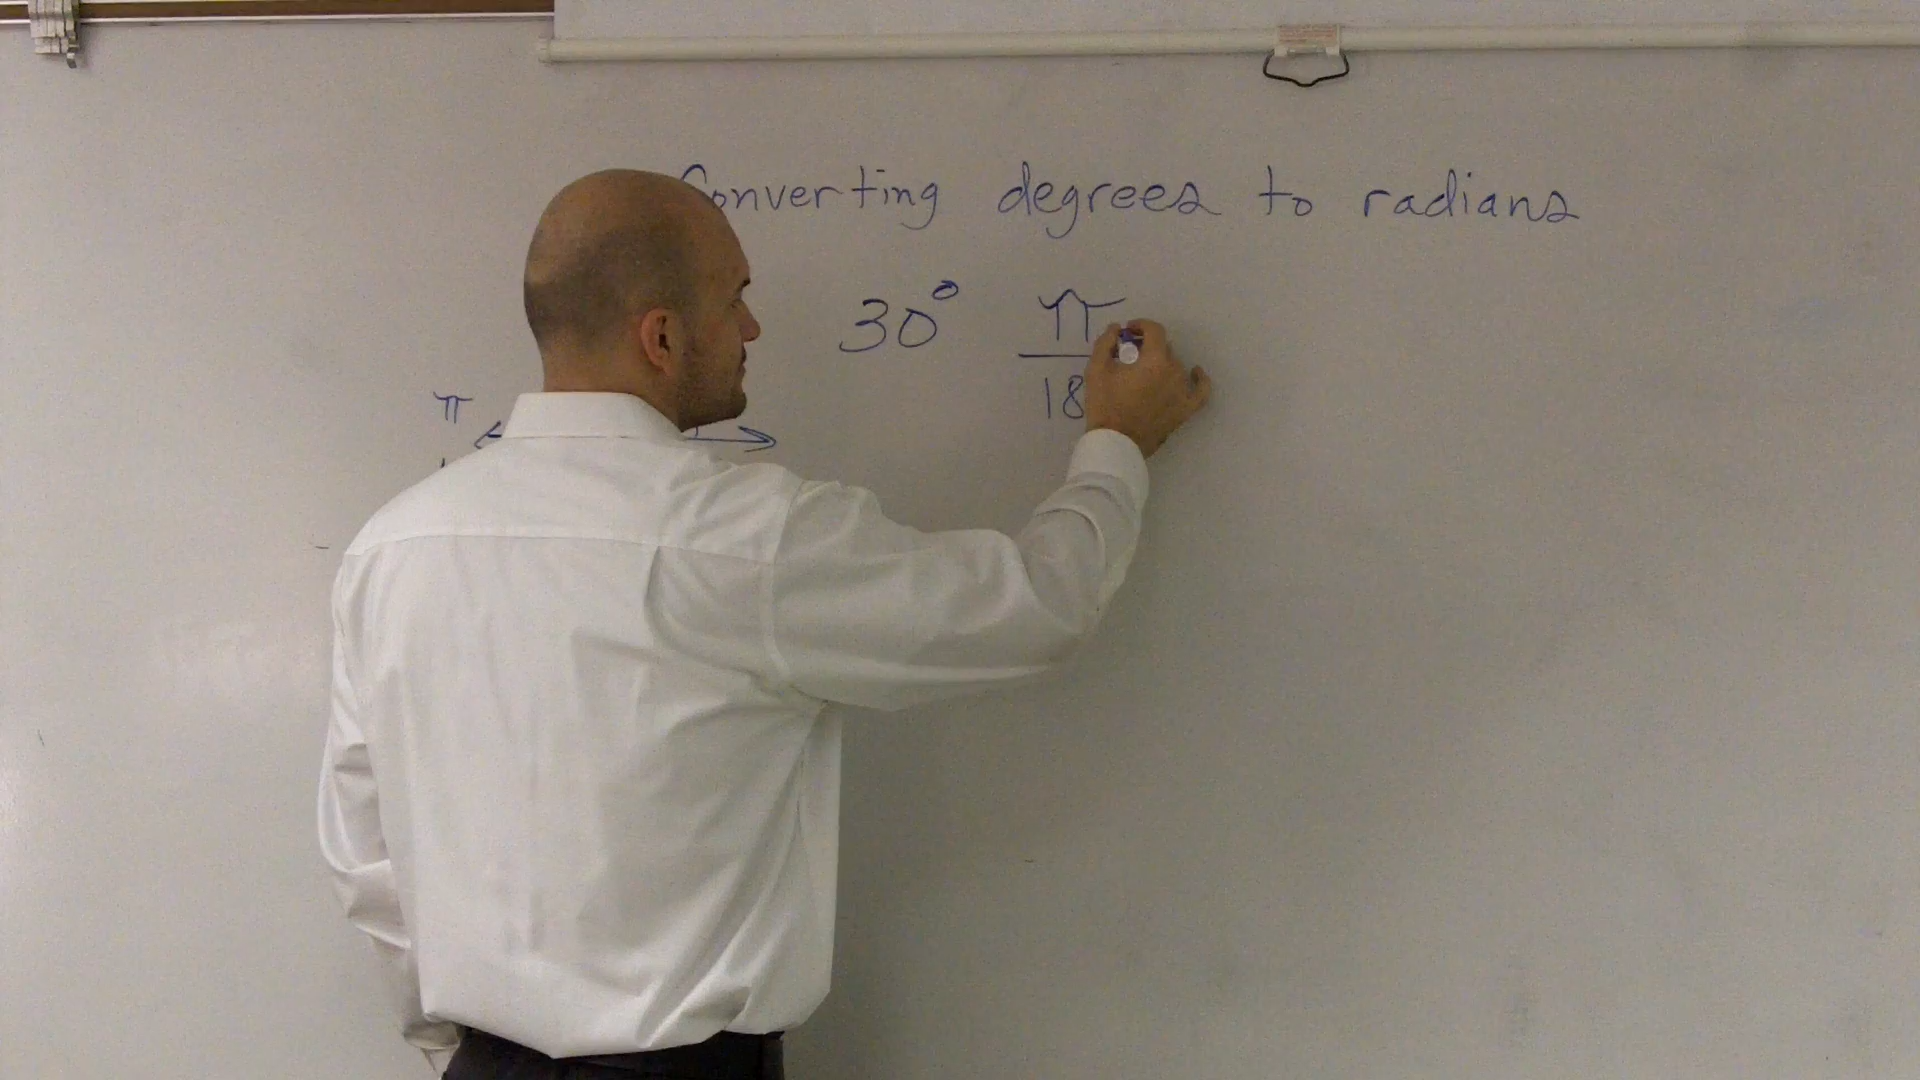 Converting degrees to radians
30° π
18
π